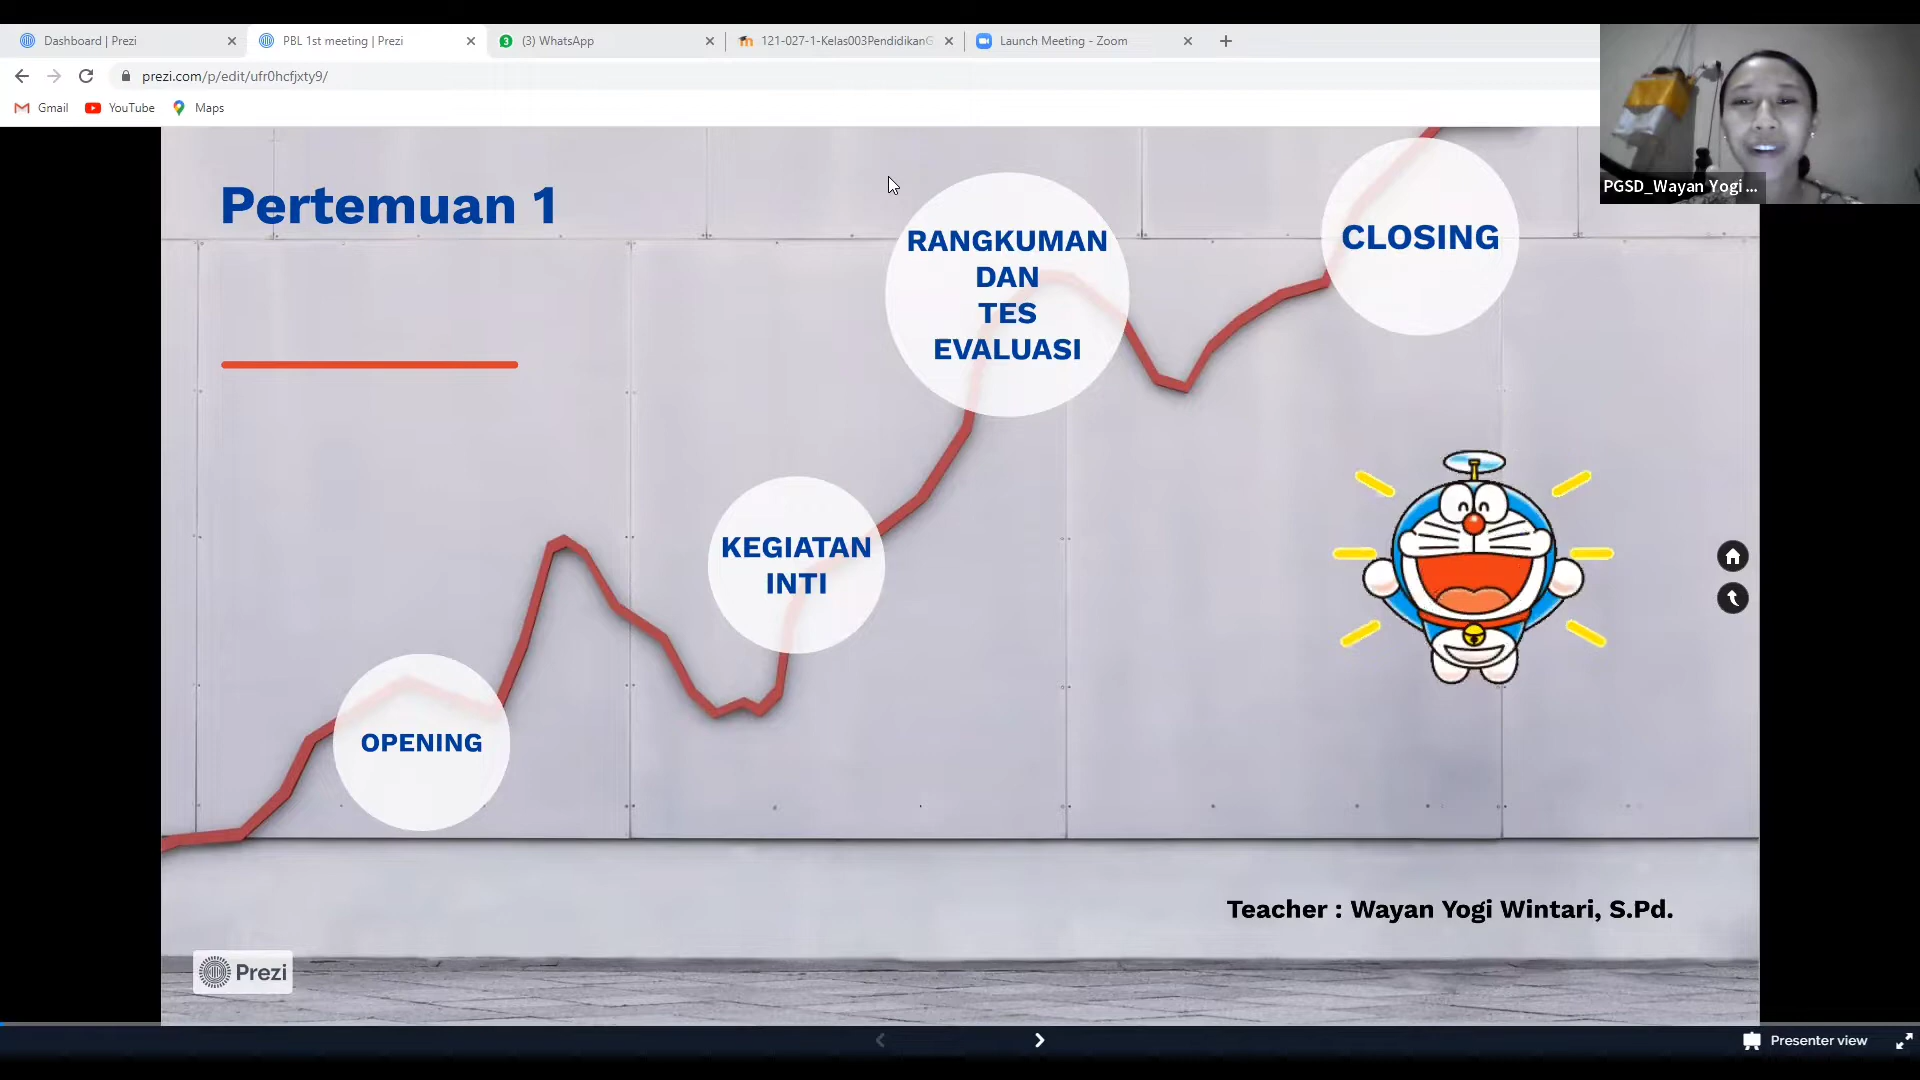 Dashboard | Prezi
PBL 1st meeting | Prezi
(3) WhatsApp
121-027-1-Kelas003PendidikanG
Launch Meeting - Zoom
prezi.com/p/edit/ufr0hcfjxty9/
Gmail
YouTube
Maps
PGSD_Wayan Yogi ...
Pertemuan 1
RANGKUMAN
DAN
TES
EVALUASI
CLOSING
KEGIATAN
INTI
OPENING
Teacher : Wayan Yogi Wintari, S.Pd.
Prezi
Presenter view